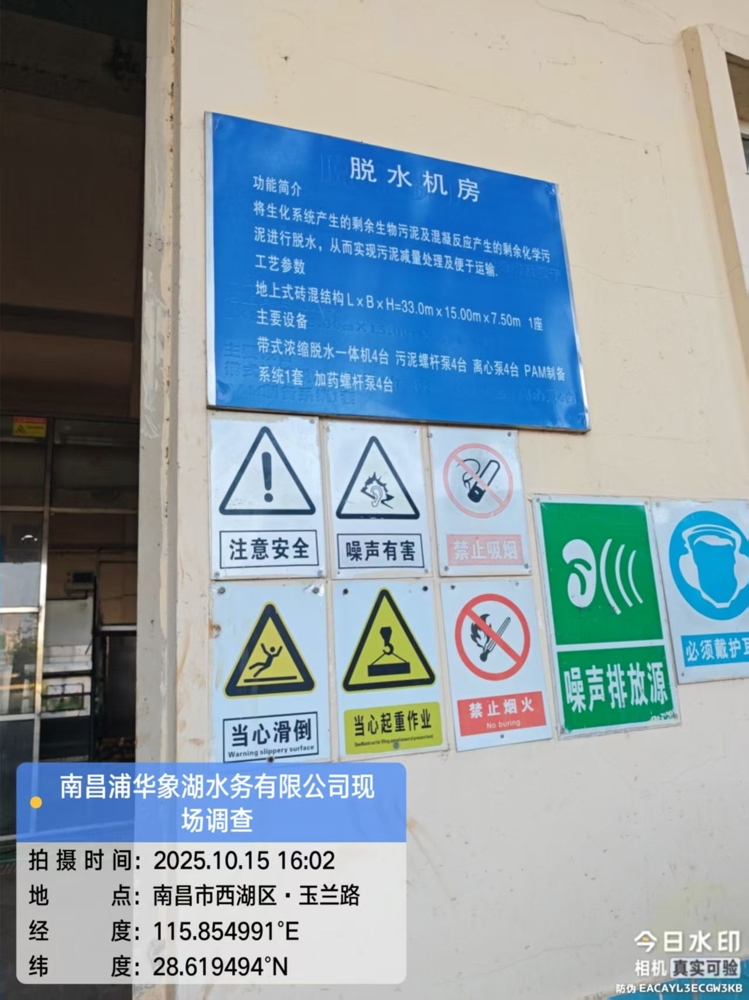 脱水机房
功能简介
将生化系统产生的剩余生物污泥及混凝反应产生的剩余化学污
泥进行脱水，从而实现污泥减量处理及便于运输.
工艺参数
地上式砖混结构L×B×H=33.0m×15.00m×7.50m 1座
主要设备
带式浓缩脱水一体机4台 污泥螺杆泵4台 离心泵4台 PAM制备
系统1套 加药螺杆泵4台
注意安全
噪声有害
禁止吸烟
当心滑倒
Warning slippery surface
当心起重作业
禁止烟火
No buring
噪声排放源
必须戴护耳
南昌浦华象湖水务有限公司现
场调查
拍摄时间：2025.10.15 16:02
地点：南昌市西湖区·玉兰路
经度：115.854991°E
纬度：28.619494°N
今日水印
相机 真实可验
防伪 EACAYL3ECGW3KB